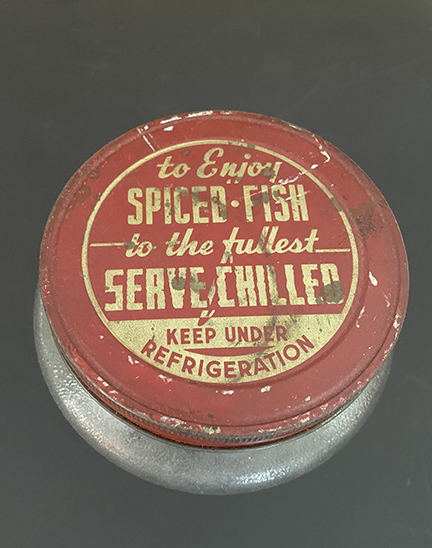 to Enjoy
SPICED·FISH
to the fullest
SERVE CHILLED
KEEP UNDER
REFRIGERATION